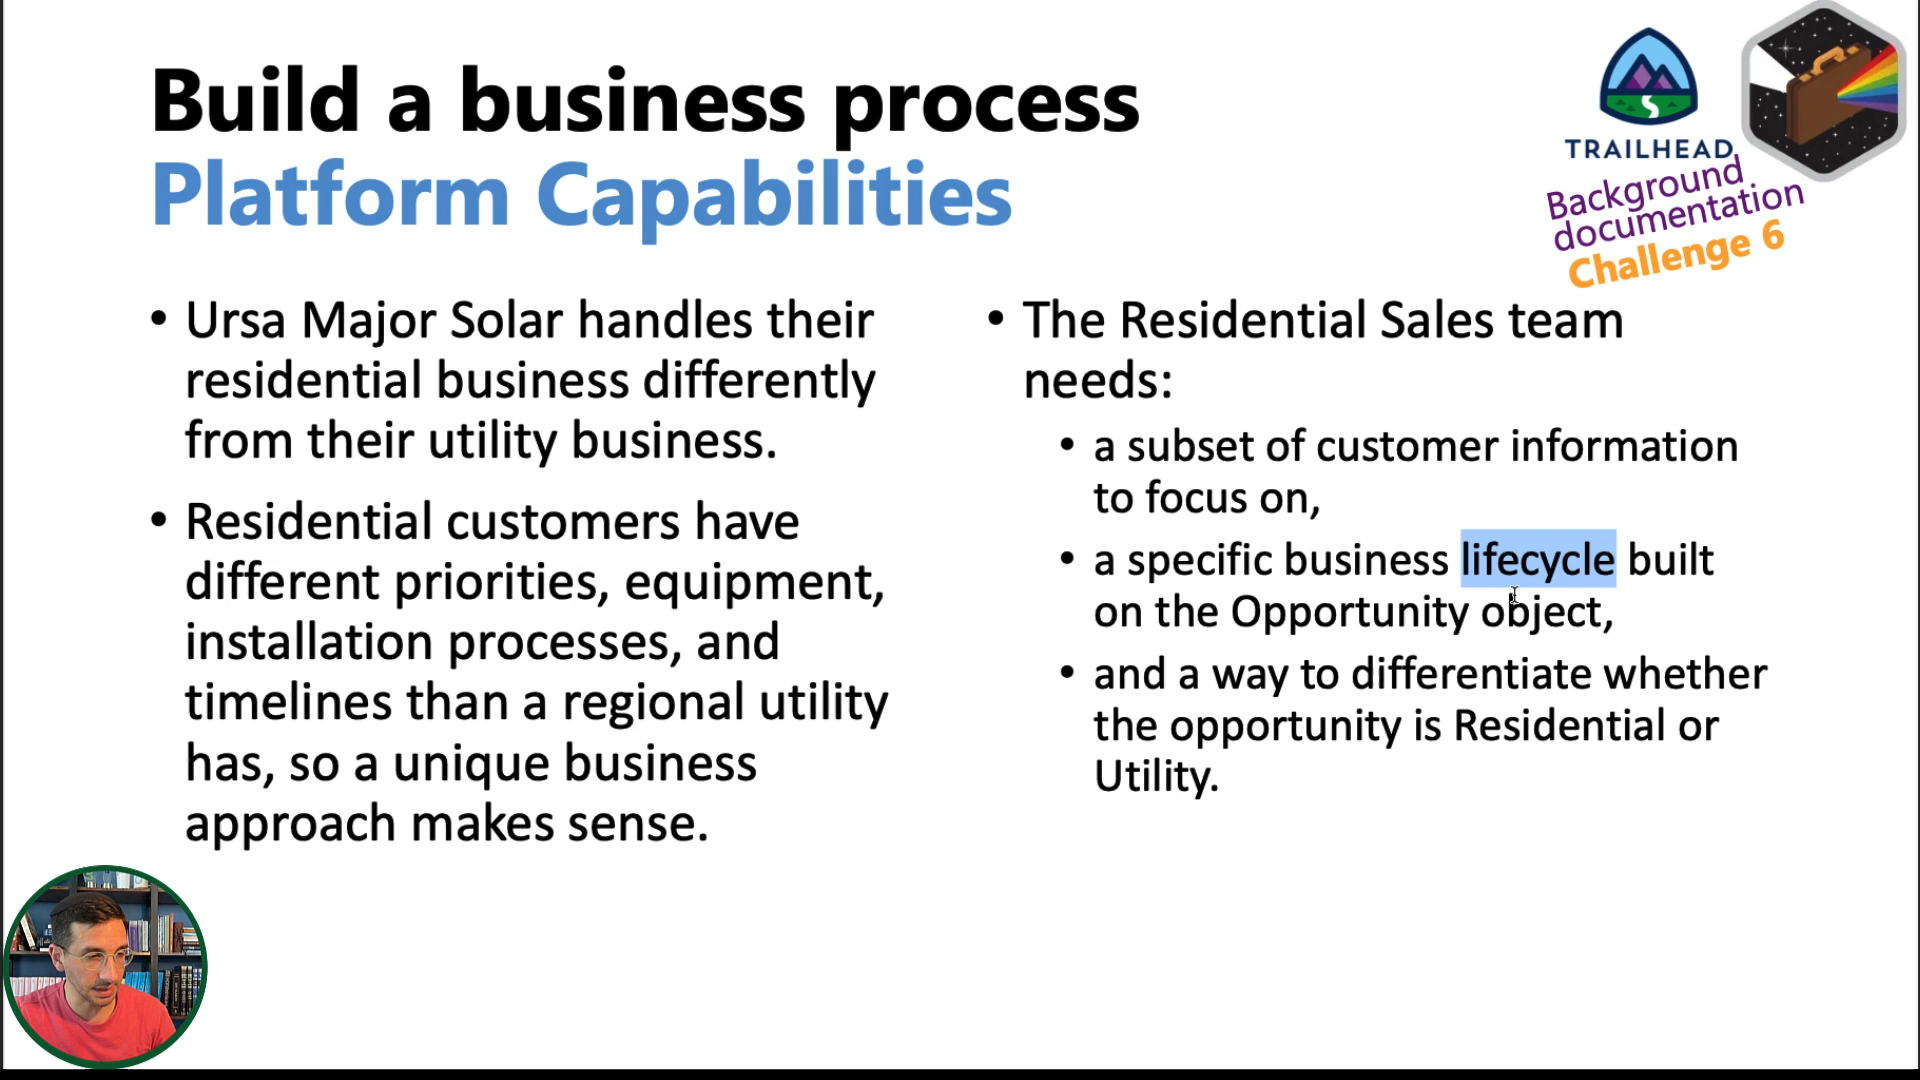 Build a business process
Platform Capabilities
TRAILHEAD
Background
documentation
Challenge 6
• Ursa Major Solar handles their
residential business differently
from their utility business.
• Residential customers have
different priorities, equipment,
installation processes, and
timelines than a regional utility
has, so a unique business
approach makes sense.
• The Residential Sales team
needs:
• a subset of customer information
to focus on,
• a specific business lifecycle built
on the Opportunity object,
• and a way to differentiate whether
the opportunity is Residential or
Utility.